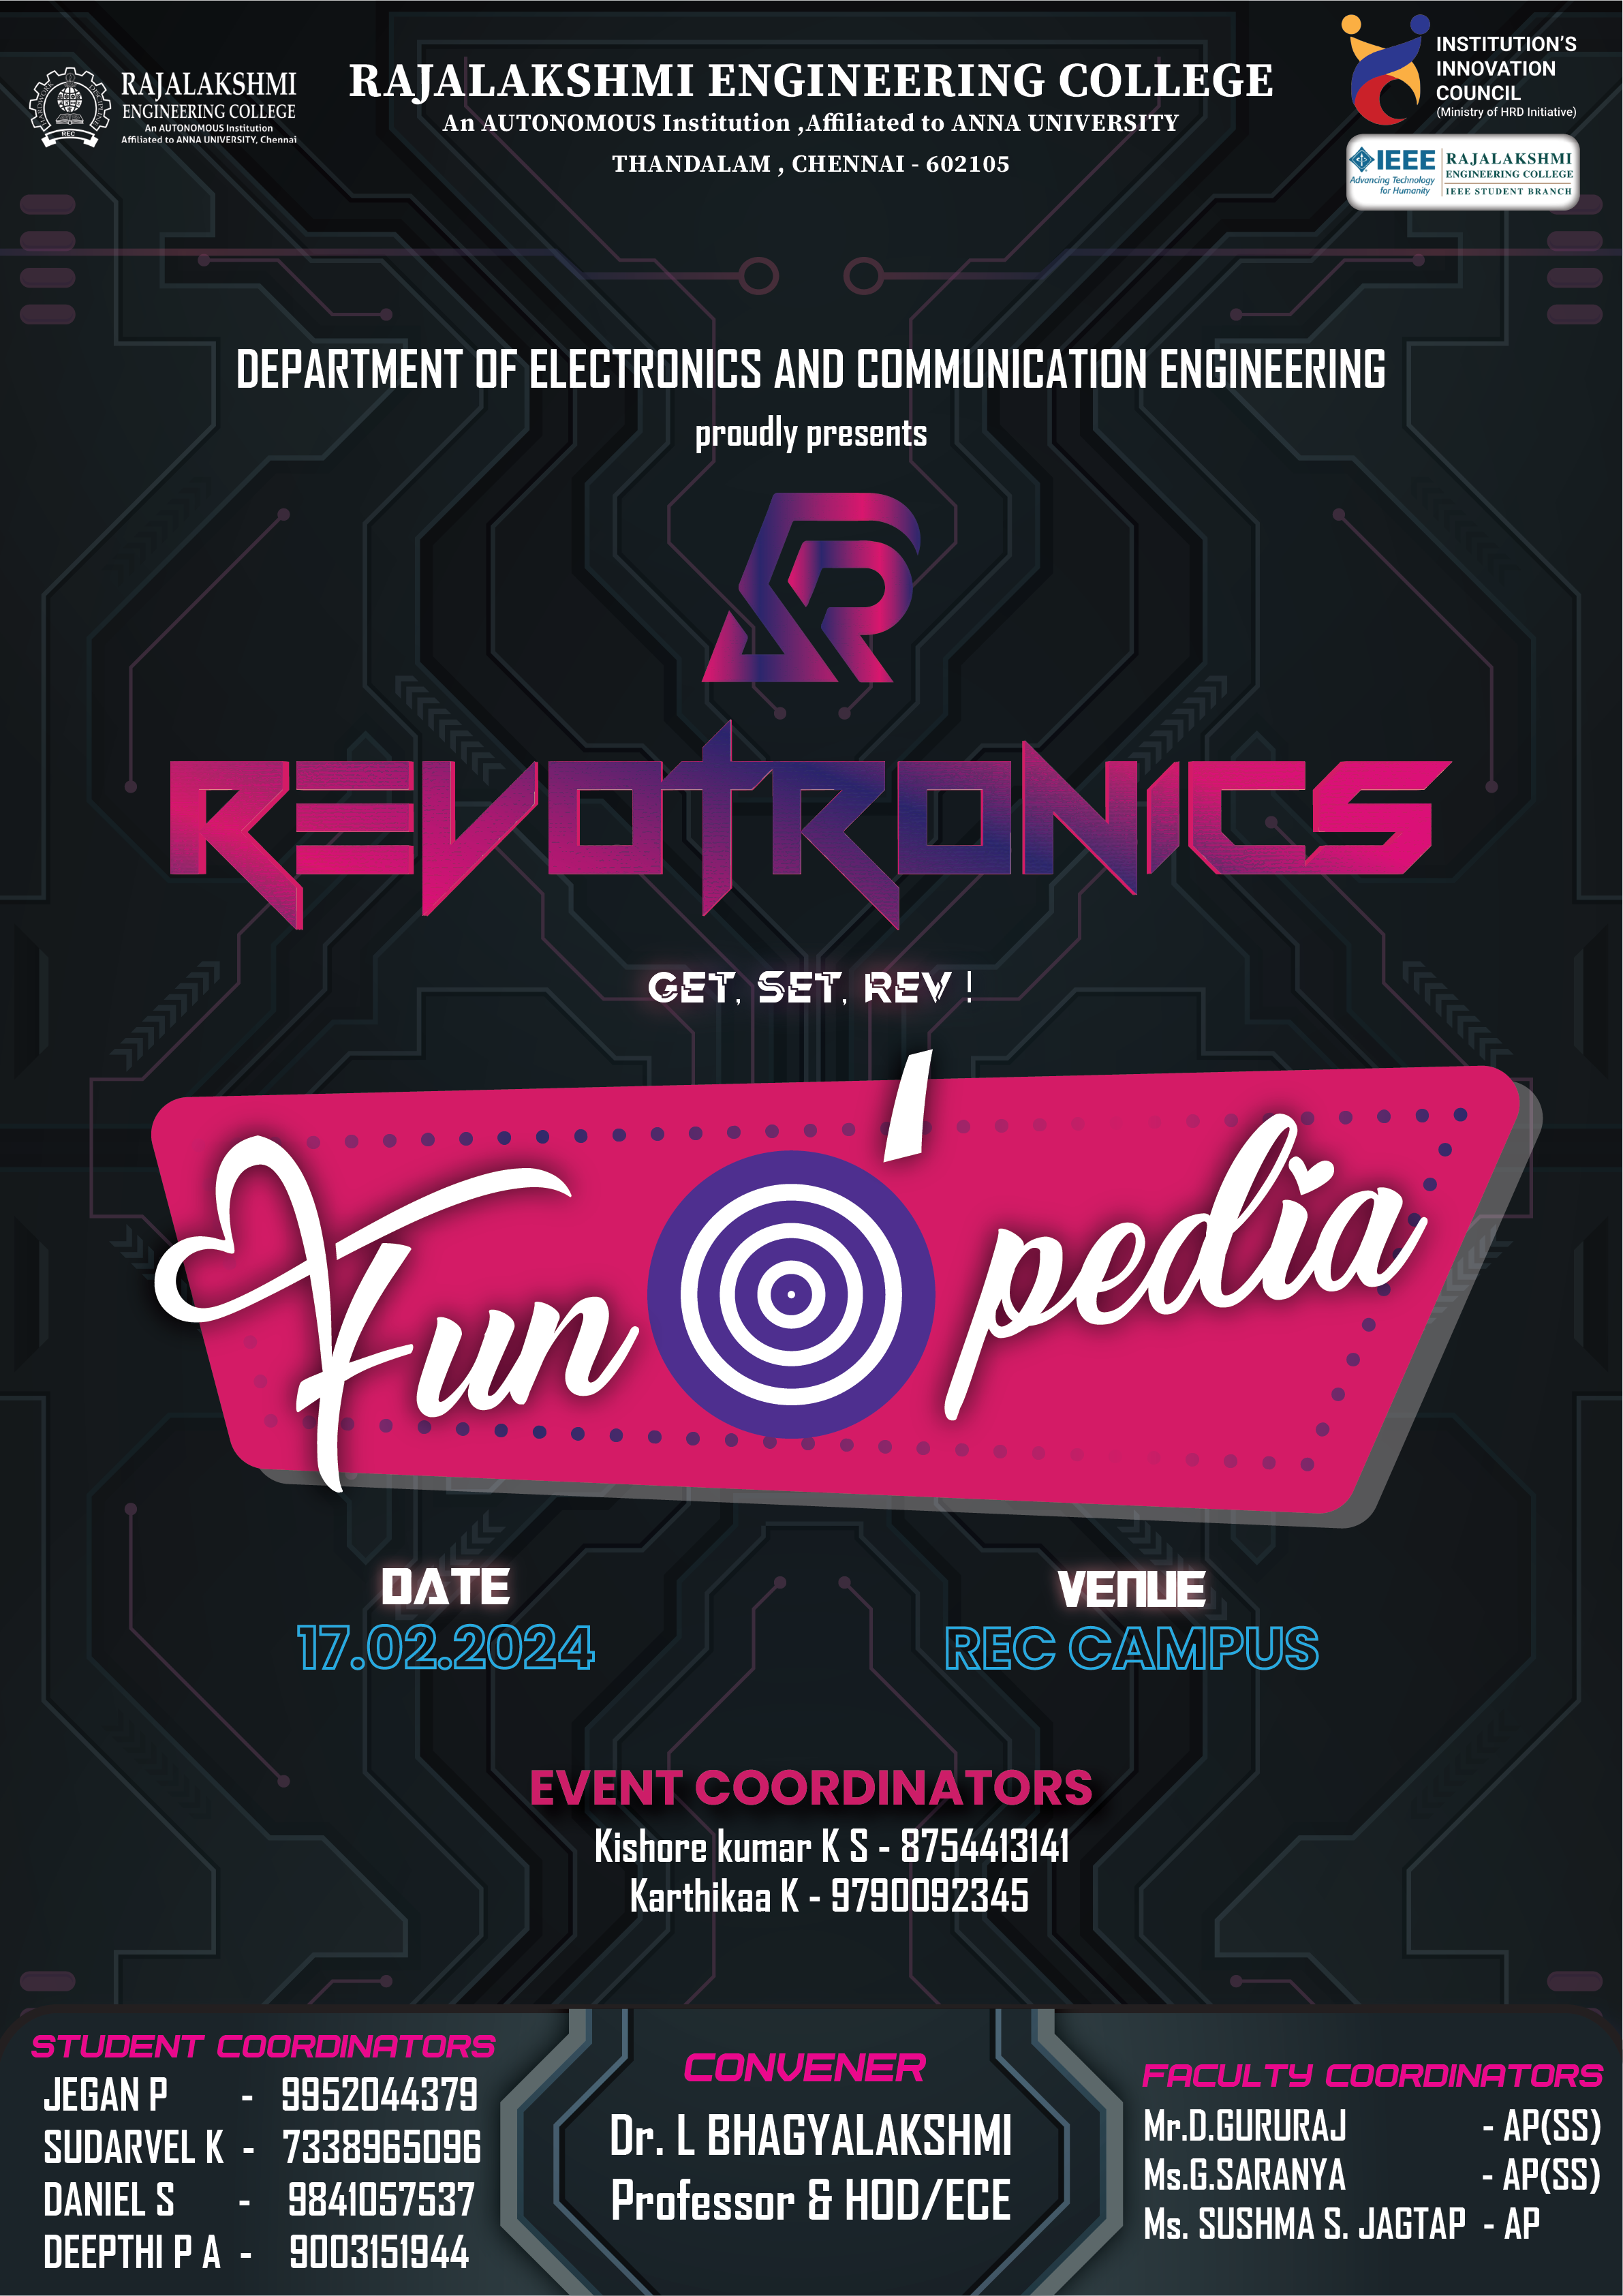 RAJALAKSHMI
ENGINEERING COLLEGE
An AUTONOMOUS Institution
Affiliated to ANNA UNIVERSITY, Chennai
REC
RAJALAKSHMI ENGINEERING COLLEGE
An AUTONOMOUS Institution ,Affiliated to ANNA UNIVERSITY
THANDALAM , CHENNAI - 602105
INSTITUTION'S
INNOVATION
COUNCIL
(Ministry of HRD Initiative)
IEEE
Advancing Technology
for Humanity
RAJALAKSHMI
ENGINEERING COLLEGE
IEEE STUDENT BRANCH
DEPARTMENT OF ELECTRONICS AND COMMUNICATION ENGINEERING
proudly presents
REVOTRONICS
GET, SET, REV !
Fun O'pedia
DATE
17.02.2024
VENUE
REC CAMPUS
EVENT COORDINATORS
Kishore kumar K S - 8754413141
Karthikaa K - 9790092345
STUDENT COORDINATORS
JEGAN P - 9952044379
SUDARVEL K - 7338965096
DANIEL S - 9841057537
DEEPTHI P A - 9003151944
CONVENER
Dr. L BHAGYALAKSHMI
Professor & HOD/ECE
FACULTY COORDINATORS
Mr.D.GURURAJ - AP(SS)
Ms.G.SARANYA - AP(SS)
Ms. SUSHMA S. JAGTAP - AP